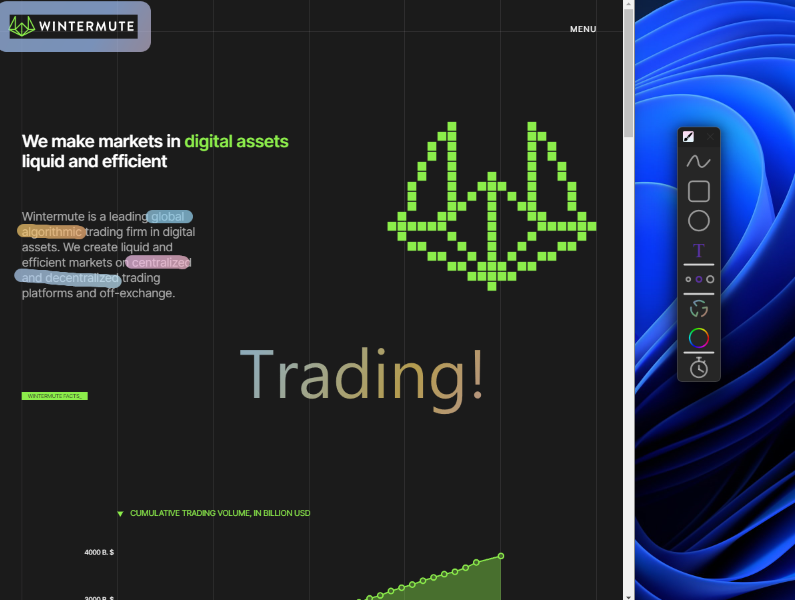 WINTERMUTE
MENU
We make markets in digital assets
liquid and efficient
Wintermute is a leading global
algorithmic trading firm in digital
assets. We create liquid and
efficient markets on centralized
and decentralized trading
platforms and off-exchange.
Trading!
WINTERMUTE FACTS_
▼ CUMULATIVE TRADING VOLUME, IN BILLION USD
4000 B. $
3000 B. $
T